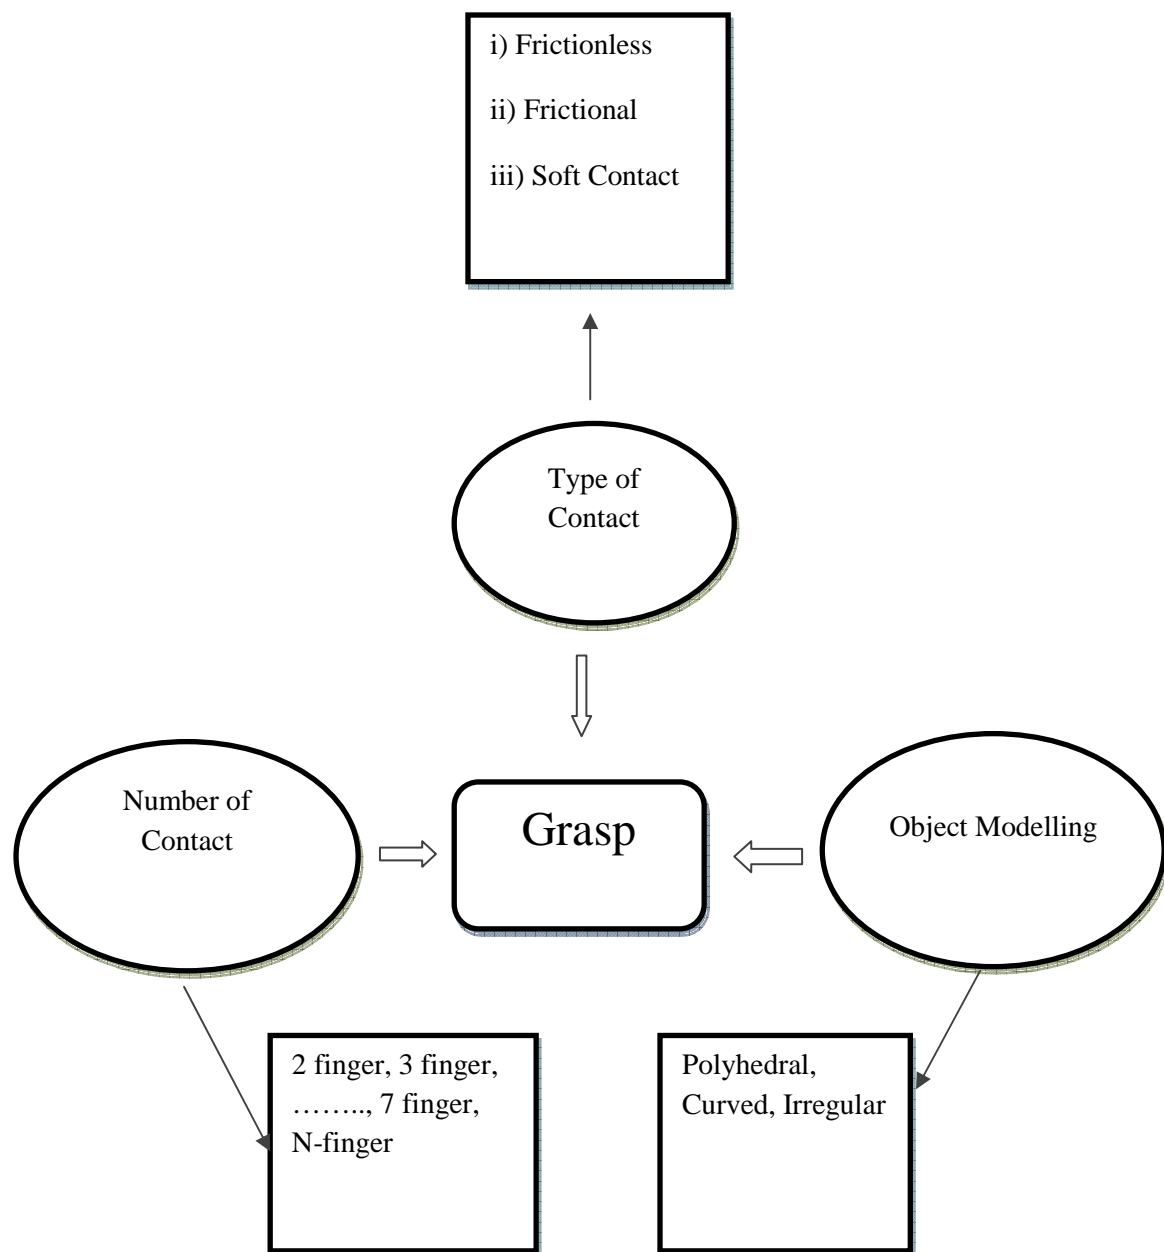 i) Frictionless
ii) Frictional
iii) Soft Contact
Type of
Contact
Number of
Contact
Grasp
Object Modelling
2 finger, 3 finger,
…….., 7 finger,
N-finger
Polyhedral,
Curved, Irregular